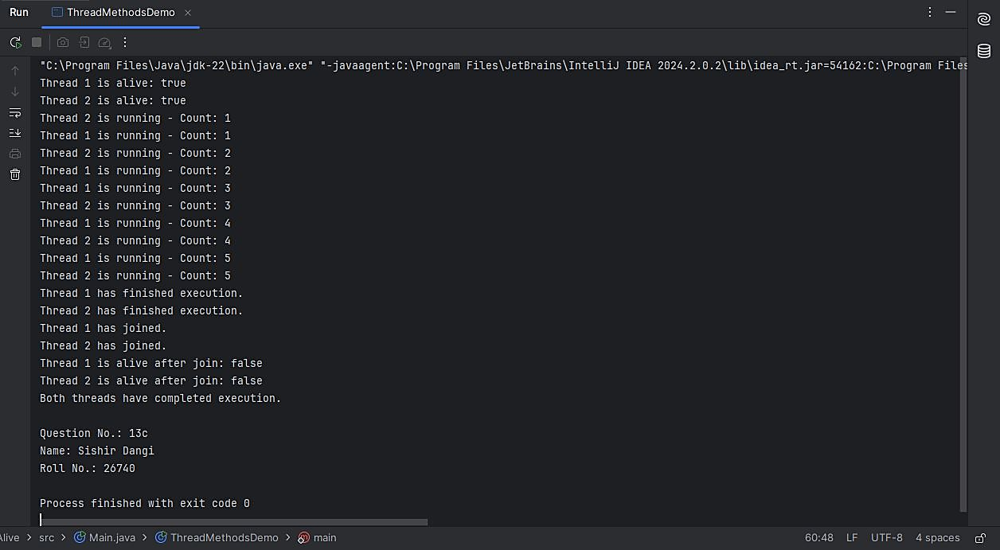 Run ThreadMethodsDemo
"C:\Program Files\Java\jdk-22\bin\java.exe" "-javaagent:C:\Program Files\JetBrains\IntelliJ IDEA 2024.2.0.2\lib\idea_rt.jar=54162:C:\Program Files
Thread 1 is alive: true
Thread 2 is alive: true
Thread 2 is running - Count: 1
Thread 1 is running - Count: 1
Thread 2 is running - Count: 2
Thread 1 is running - Count: 2
Thread 1 is running - Count: 3
Thread 2 is running - Count: 3
Thread 1 is running - Count: 4
Thread 2 is running - Count: 4
Thread 1 is running - Count: 5
Thread 2 is running - Count: 5
Thread 1 has finished execution.
Thread 2 has finished execution.
Thread 1 has joined.
Thread 2 has joined.
Thread 1 is alive after join: false
Thread 2 is alive after join: false
Both threads have completed execution.
Question No.: 13c
Name: Sishir Dangi
Roll No.: 26740
Process finished with exit code 0
Alive > src > Main.java > ThreadMethodsDemo > main 60:48 LF UTF-8 4 spaces